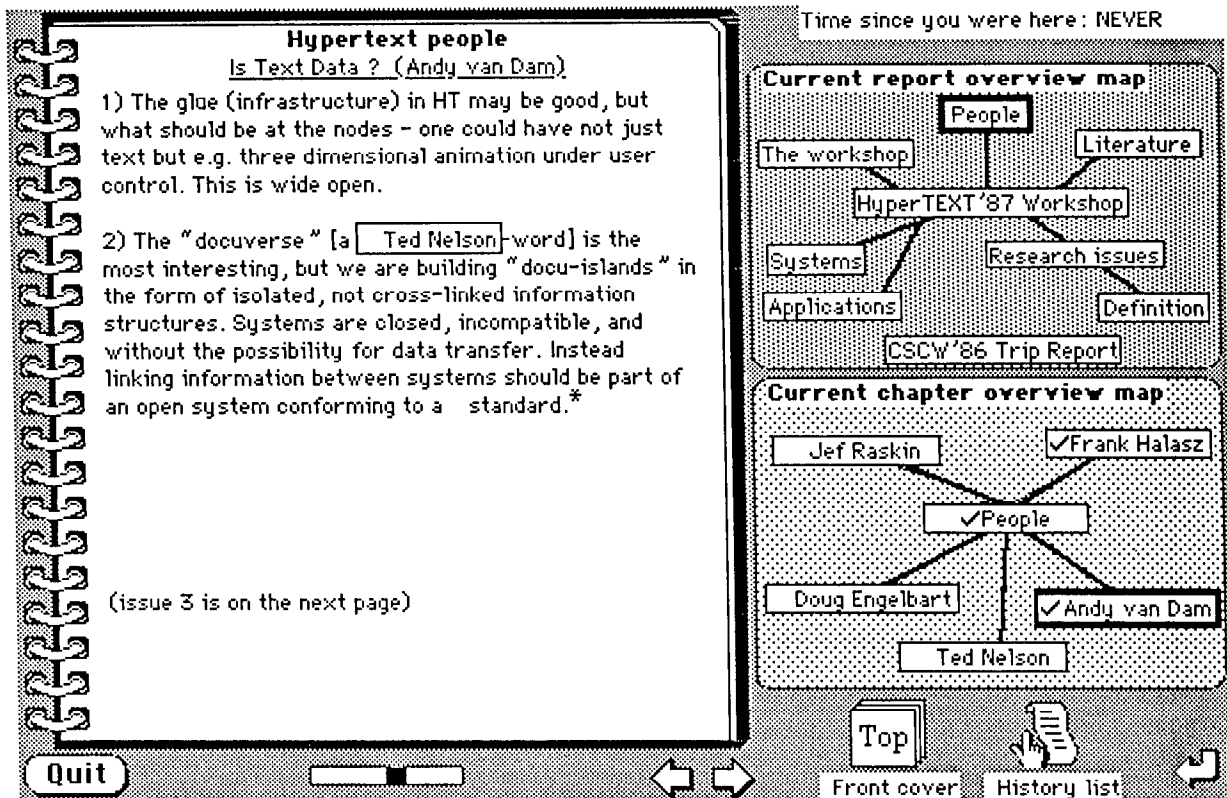 Time since you were here: NEVER
Hypertext people
Is Text Data ? (Andy van Dam)
1) The glue (infrastructure) in HT may be good, but
what should be at the nodes - one could have not just
text but e.g. three dimensional animation under user
control. This is wide open.
2) The "docuverse" [a Ted Nelson-word] is the
most interesting, but we are building "docu-islands" in
the form of isolated, not cross-linked information
structures. Systems are closed, incompatible, and
without the possibility for data transfer. Instead
linking information between systems should be part of
an open system conforming to a standard.*
(issue 3 is on the next page)
Current report overview map
People
The workshop
Literature
HyperTEXT'87 Workshop
Systems
Research issues
Applications
Definition
CSCW'86 Trip Report
Current chapter overview map
Jef Raskin
✓Frank Halasz
✓People
Doug Engelbart
✓Andy van Dam
Ted Nelson
Quit
Top
Front cover
History list